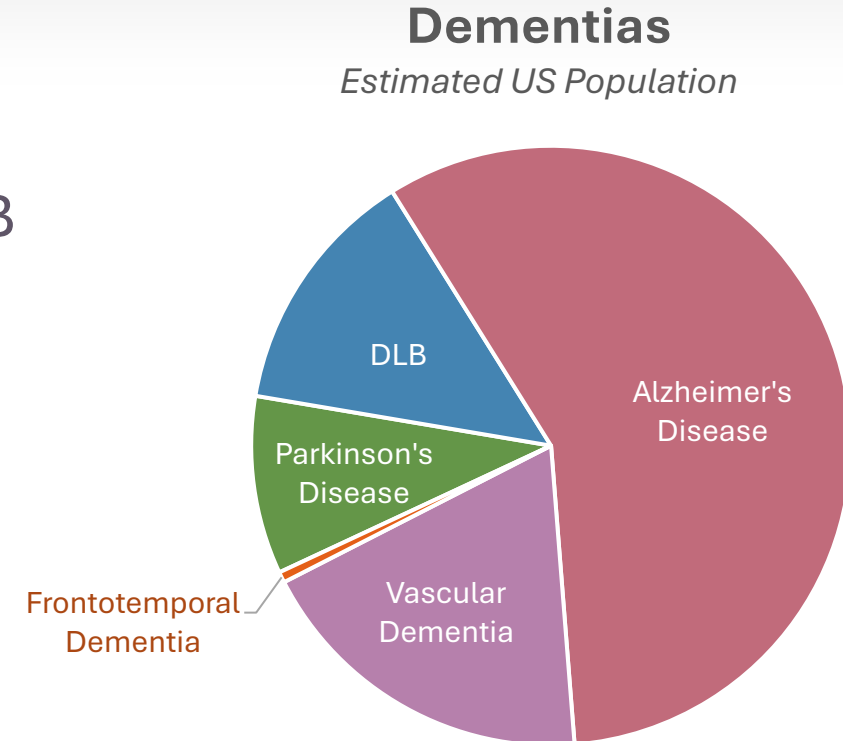 Dementias
Estimated US Population
B
DLB
Alzheimer's
Disease
Parkinson's
Disease
Vascular
Dementia
Frontotemporal
Dementia